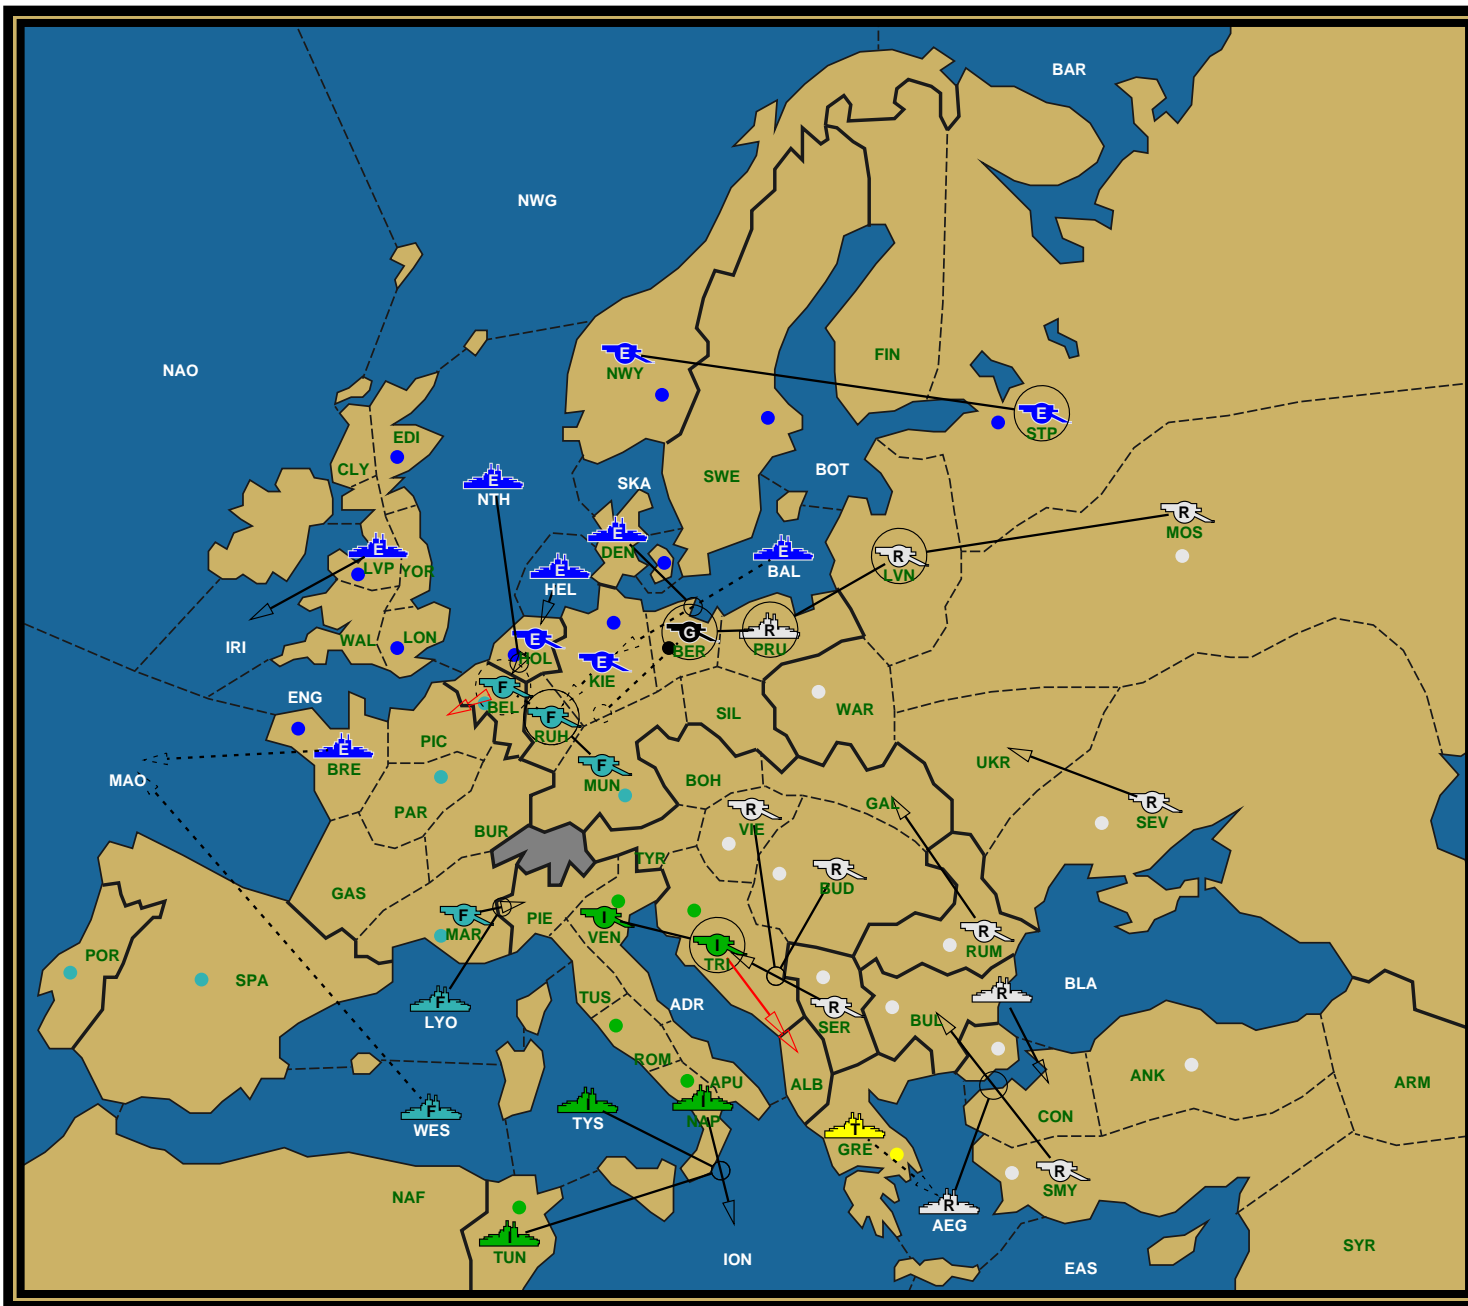 BAR
NWG
NAO
FIN
E
NWY
E
STP
EDI
CLY
SWE
SKA
BOT
E
NTH
R
MOS
E
DEN
E
LVP
YOR
E
BAL
R
LVN
E
HEL
IRI
WAL
LON
E
HOL
E
KIE
G
BER
R
PRU
ENG
F
BEL
F
RUH
SIL
WAR
PIC
E
BRE
MAO
F
MUN
BOH
UKR
PAR
BUR
R
VIE
GAL
R
SEV
TYR
R
BUD
GAS
F
MAR
PIE
I
VEN
I
TRI
R
RUM
POR
SPA
F
LYO
TUS
ADR
R
SER
BUL
R
BLA
ROM
APU
ALB
ANK
ARM
F
WES
I
TYS
I
NAP
T
GRE
CON
NAF
R
SMY
R
AEG
I
TUN
ION
EAS
SYR